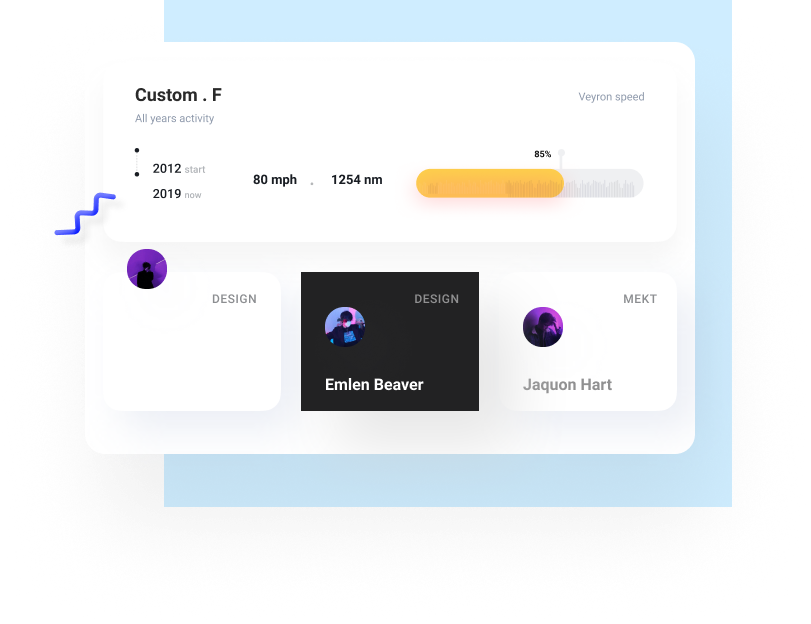 Custom . F
Veyron speed
All years activity
85%
2012 start
80 mph . 1254 nm
2019 now
DESIGN
DESIGN
MEKT
Emlen Beaver
Jaquon Hart